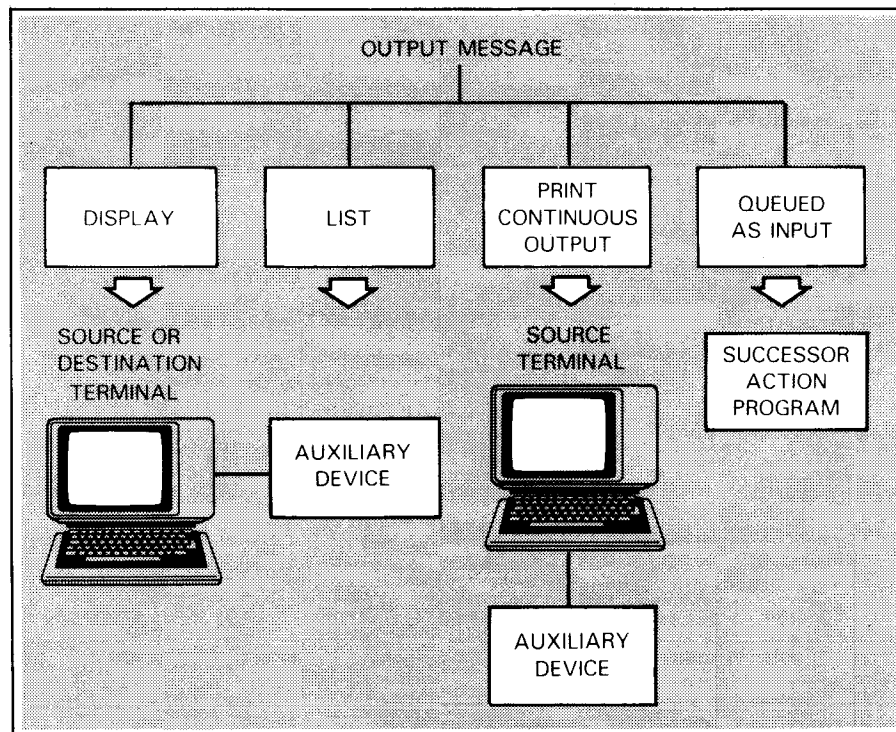 OUTPUT MESSAGE
DISPLAY
LIST
PRINT
CONTINUOUS
OUTPUT
QUEUED
AS INPUT
SOURCE OR
DESTINATION
TERMINAL
AUXILIARY
DEVICE
SOURCE
TERMINAL
SUCCESSOR
ACTION
PROGRAM
AUXILIARY
DEVICE